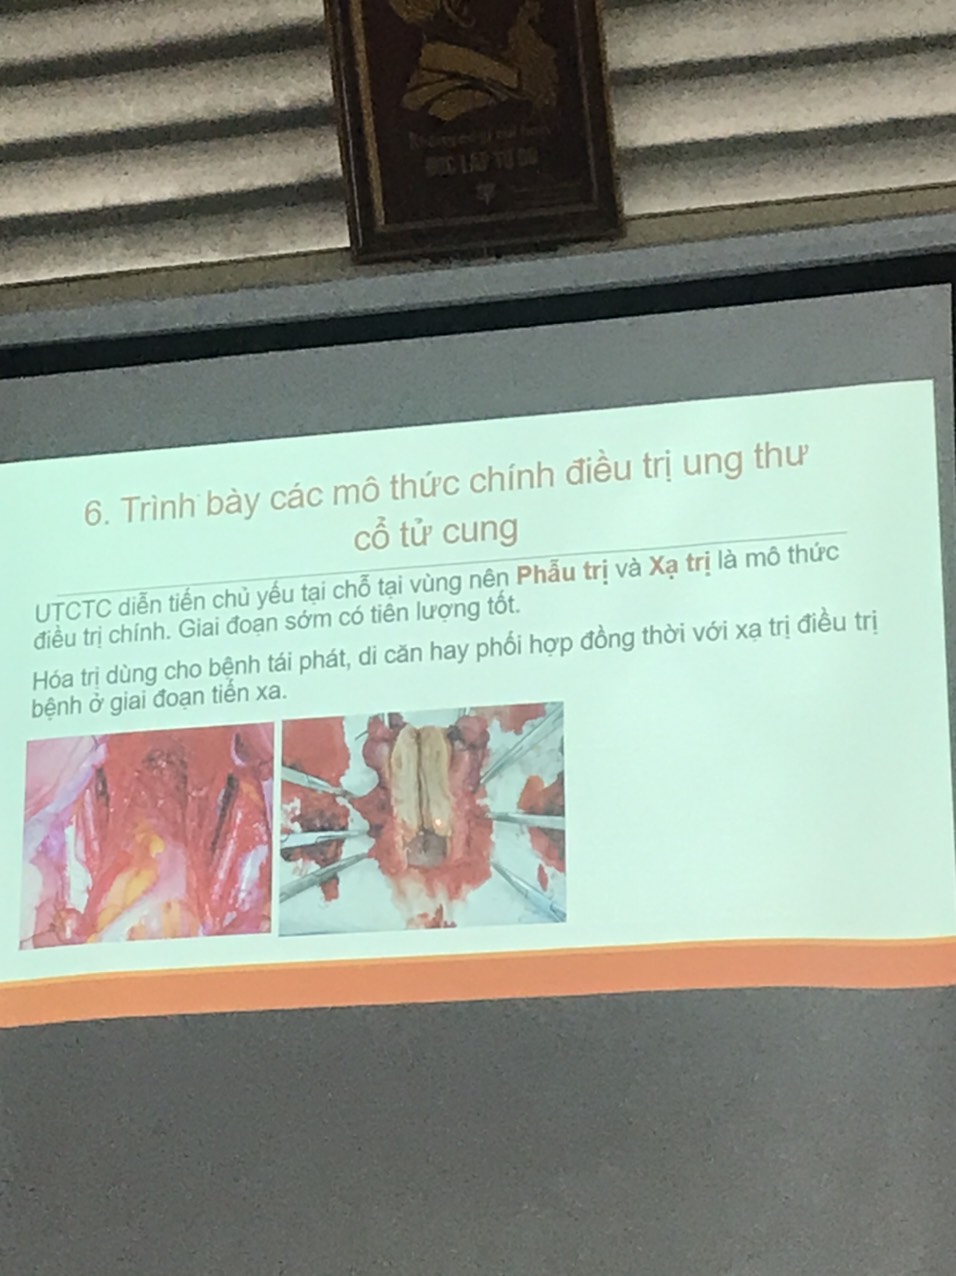 ĐỘC LẬP TỰ DO
6. Trình bày các mô thức chính điều trị ung thư
cổ tử cung
UTCTC diễn tiến chủ yếu tại chỗ tại vùng nên Phẫu trị và Xạ trị là mô thức
điều trị chính. Giai đoạn sớm có tiên lượng tốt.
Hóa trị dùng cho bệnh tái phát, di căn hay phối hợp đồng thời với xạ trị điều trị
bệnh ở giai đoạn tiến xa.